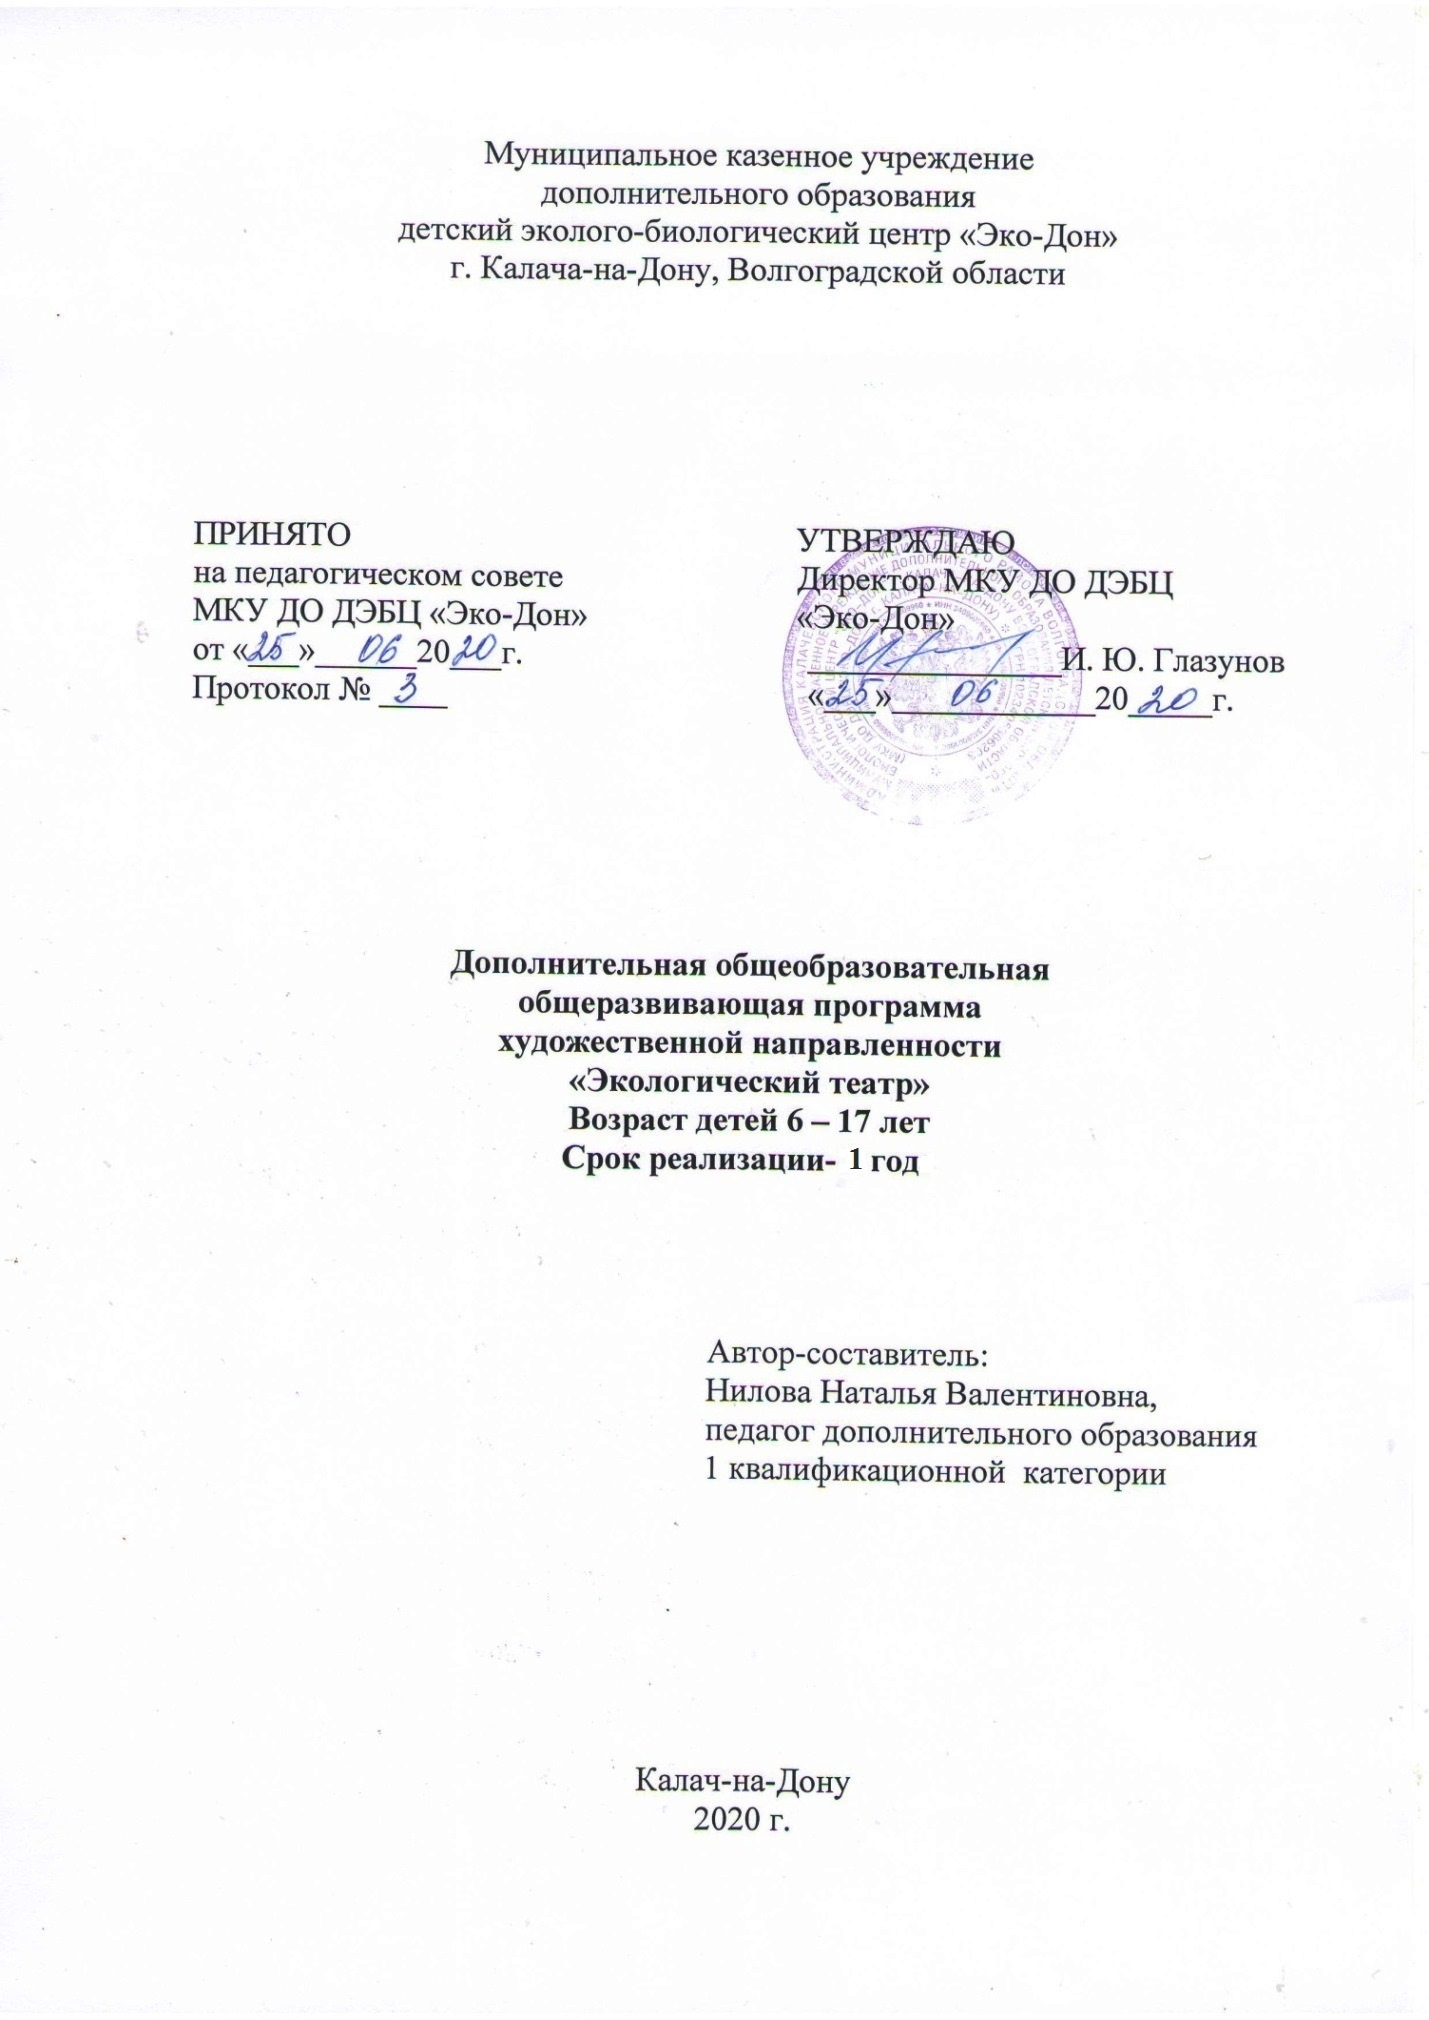 Муниципальное казенное учреждение
дополнительного образования
детский эколого-биологический центр «Эко-Дон»
г. Калача-на-Дону, Волгоградской области
ПРИНЯТО
на педагогическом совете
МКУ ДО ДЭБЦ «Эко-Дон»
от «25» 06 2020 г.
Протокол № 3
УТВЕРЖДАЮ
Директор МКУ ДО ДЭБЦ
«Эко-Дон»
И. Ю. Глазунов
«25» 06 2020 г.
Дополнительная общеобразовательная
общеразвивающая программа
художественной направленности
«Экологический театр»
Возраст детей 6 – 17 лет
Срок реализации- 1 год
Автор-составитель:
Нилова Наталья Валентиновна,
педагог дополнительного образования
1 квалификационной  категории
Калач-на-Дону
2020 г.